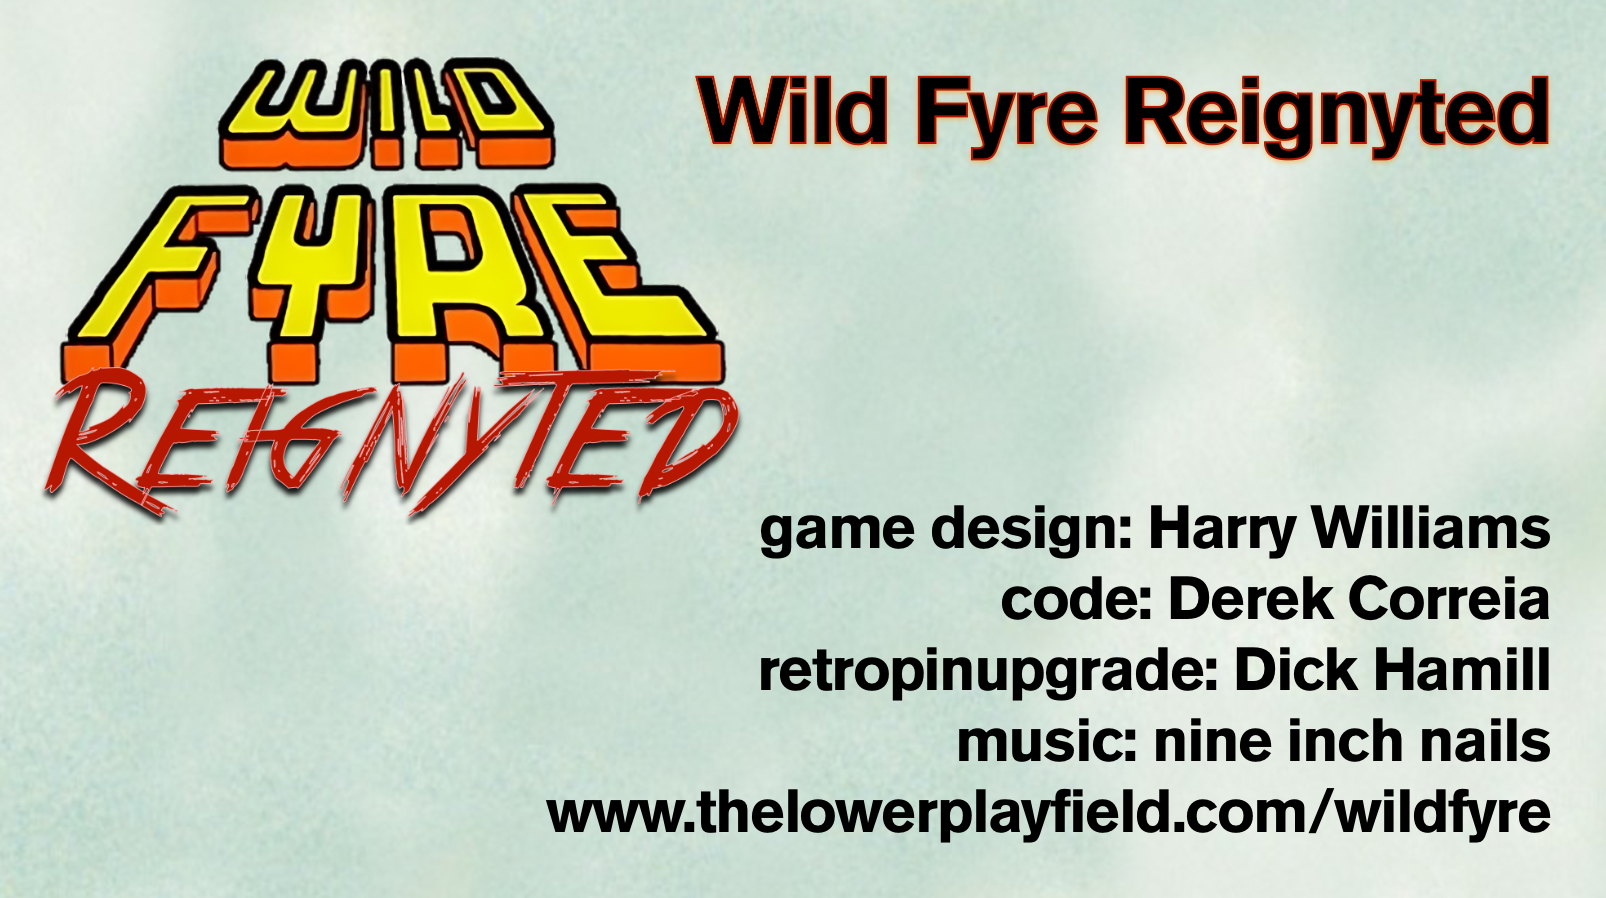 WILD
FYRE
REIGNYTED
Wild Fyre Reignyted
game design: Harry Williams
code: Derek Correia
retropinupgrade: Dick Hamill
music: nine inch nails
www.thelowerplayfield.com/wildfyre